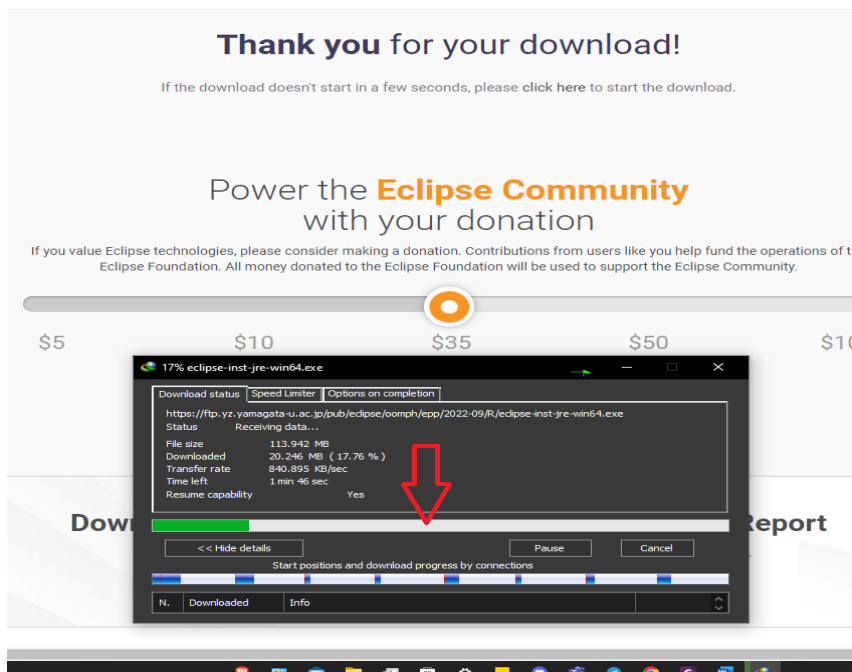 Thank you for your download!
If the download doesn't start in a few seconds, please click here to start the download.
Power the Eclipse Community
with your donation
If you value Eclipse technologies, please consider making a donation. Contributions from users like you help fund the operations of t
Eclipse Foundation. All money donated to the Eclipse Foundation will be used to support the Eclipse Community.
$5 $10 $35 $50 $10
17% eclipse-inst-jre-win64.exe
Download status Speed Limiter Options on completion
https://ftp.yz.yamagata-u.ac.jp/pub/eclipse/oomph/epp/2022-09/R/eclipse-inst-jre-win64.exe
Status Receiving data...
File size 113.942 MB
Downloaded 20.246 MB ( 17.76 % )
Transfer rate 840.895 KB/sec
Time left 1 min 46 sec
Resume capability Yes
Dow Report
<< Hide details Pause Cancel
Start positions and download progress by connections
N. Downloaded Info